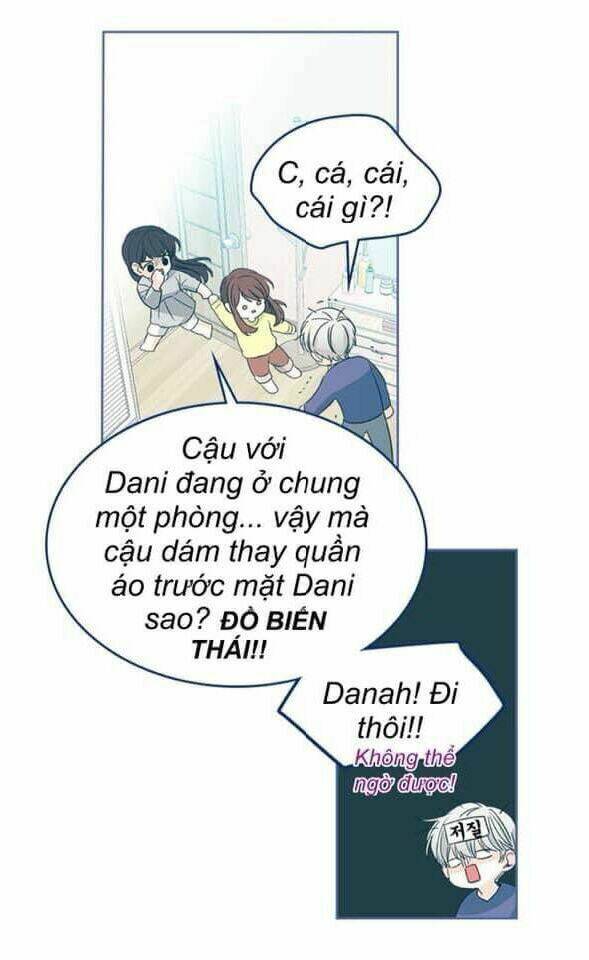 C, cá, cái,
cái gì?!
Cậu với
Dani đang ở chung
một phòng... vậy mà
cậu dám thay quần
áo trước mặt Dani
sao? ĐỒ BIẾN
THÁI!!
Danah! Đi
thôi!!
Không thể
ngờ được!
저질